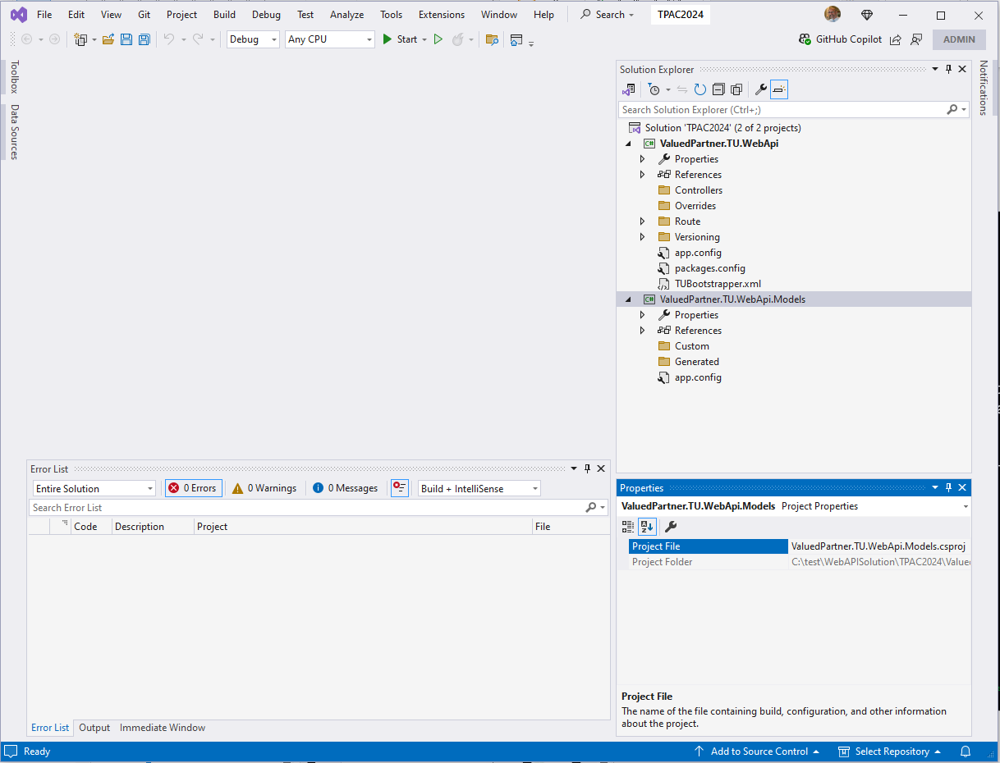 File Edit View Git Project Build Debug Test Analyze Tools Extensions Window Help Search TPAC2024
Debug Any CPU Start GitHub Copilot ADMIN
Toolbox
Data Sources
Notifications
Solution Explorer
Search Solution Explorer (Ctrl+;)
Solution 'TPAC2024' (2 of 2 projects)
C# ValuedPartner.TU.WebApi
Properties
References
Controllers
Overrides
Route
Versioning
app.config
packages.config
TUBootstrapper.xml
C# ValuedPartner.TU.WebApi.Models
Properties
References
Custom
Generated
app.config
Error List
Entire Solution 0 Errors 0 Warnings 0 Messages Build + IntelliSense
Search Error List
Code Description Project File
Error List Output Immediate Window
Properties
ValuedPartner.TU.WebApi.Models Project Properties
Project File ValuedPartner.TU.WebApi.Models.csproj
Project Folder C:\test\WebAPISolution\TPAC2024\Value
Project File
The name of the file containing build, configuration, and other information
about the project.
Ready Add to Source Control Select Repository